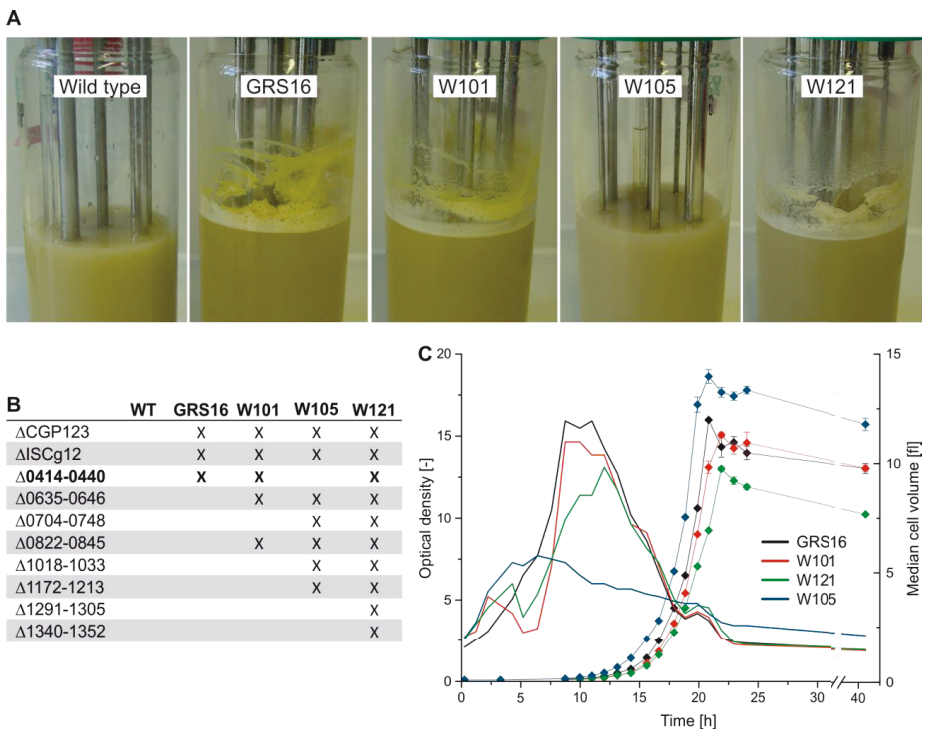 A
Wild type GRS16 W101 W105 W121
B
WT GRS16 W101 W105 W121
ΔCGP123 X X X X
ΔISCg12 X X X X
Δ0414-0440 X X X
Δ0635-0646 X X X
Δ0704-0748 X X
Δ0822-0845 X X X
Δ1018-1033 X X
Δ1172-1213 X X
Δ1291-1305 X
Δ1340-1352 X
C
Optical density [-]
20
15
10
5
0
0 5 10 15 20 25 30 40
Time [h]
15
10
5
0
Median cell volume [fl]
GRS16
W101
W121
W105